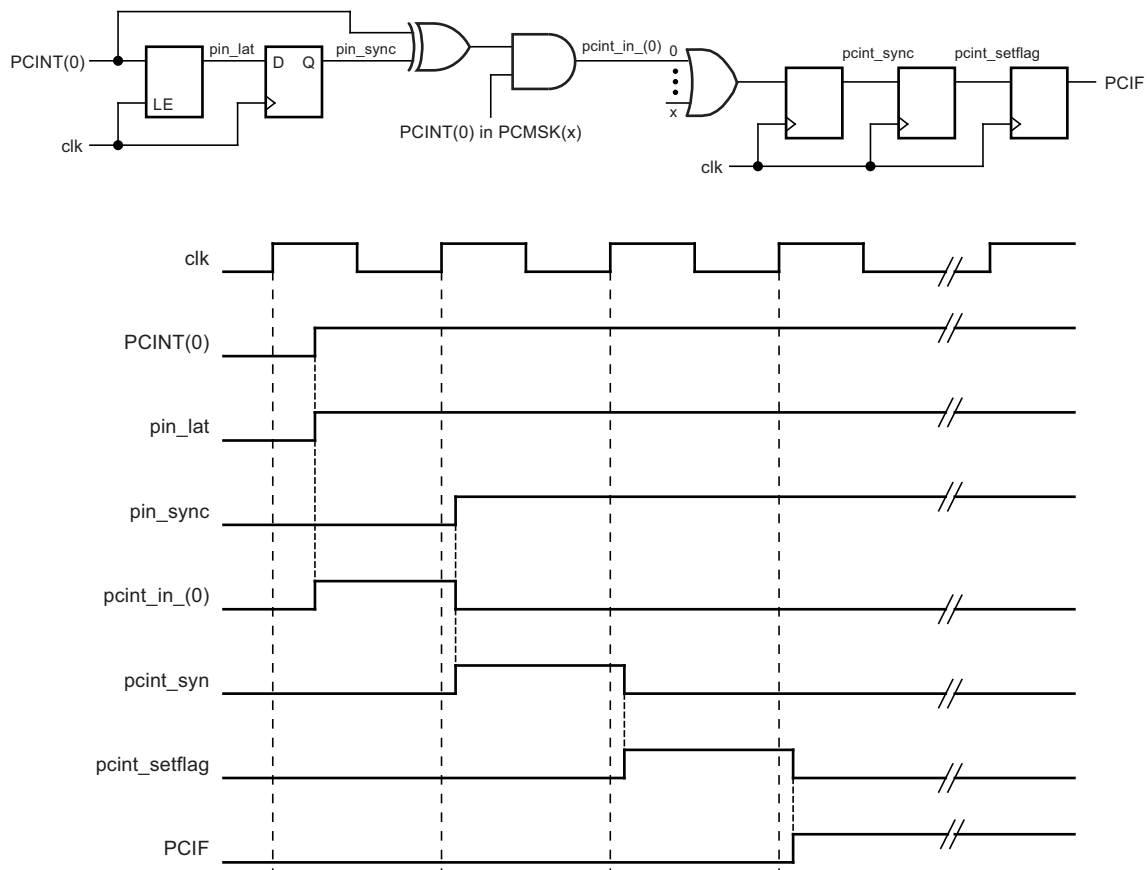 pin_lat
pin_sync
pcint_in_(0)
0
pcint_sync
pcint_setflag
PCINT(0)
D
Q
PCIF
LE
x
clk
PCINT(0) in PCMSK(x)
clk
clk
PCINT(0)
pin_lat
pin_sync
pcint_in_(0)
pcint_syn
pcint_setflag
PCIF